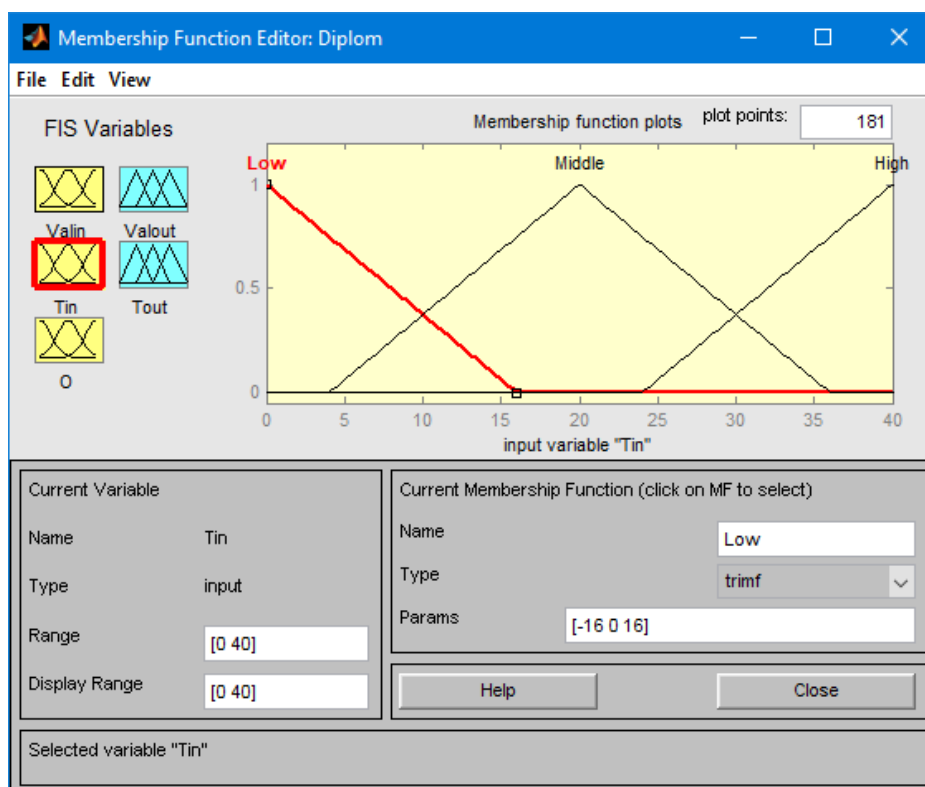 Membership Function Editor: Diplom
File Edit View
FIS Variables
Membership function plots plot points: 181
Low Middle High
1
0.5
0
0 5 10 15 20 25 30 35 40
input variable "Tin"
Valin Valout
Tin Tout
O
Current Variable
Name Tin
Type input
Range [0 40]
Display Range [0 40]
Current Membership Function (click on MF to select)
Name Low
Type trimf
Params [-16 0 16]
Help Close
Selected variable "Tin"